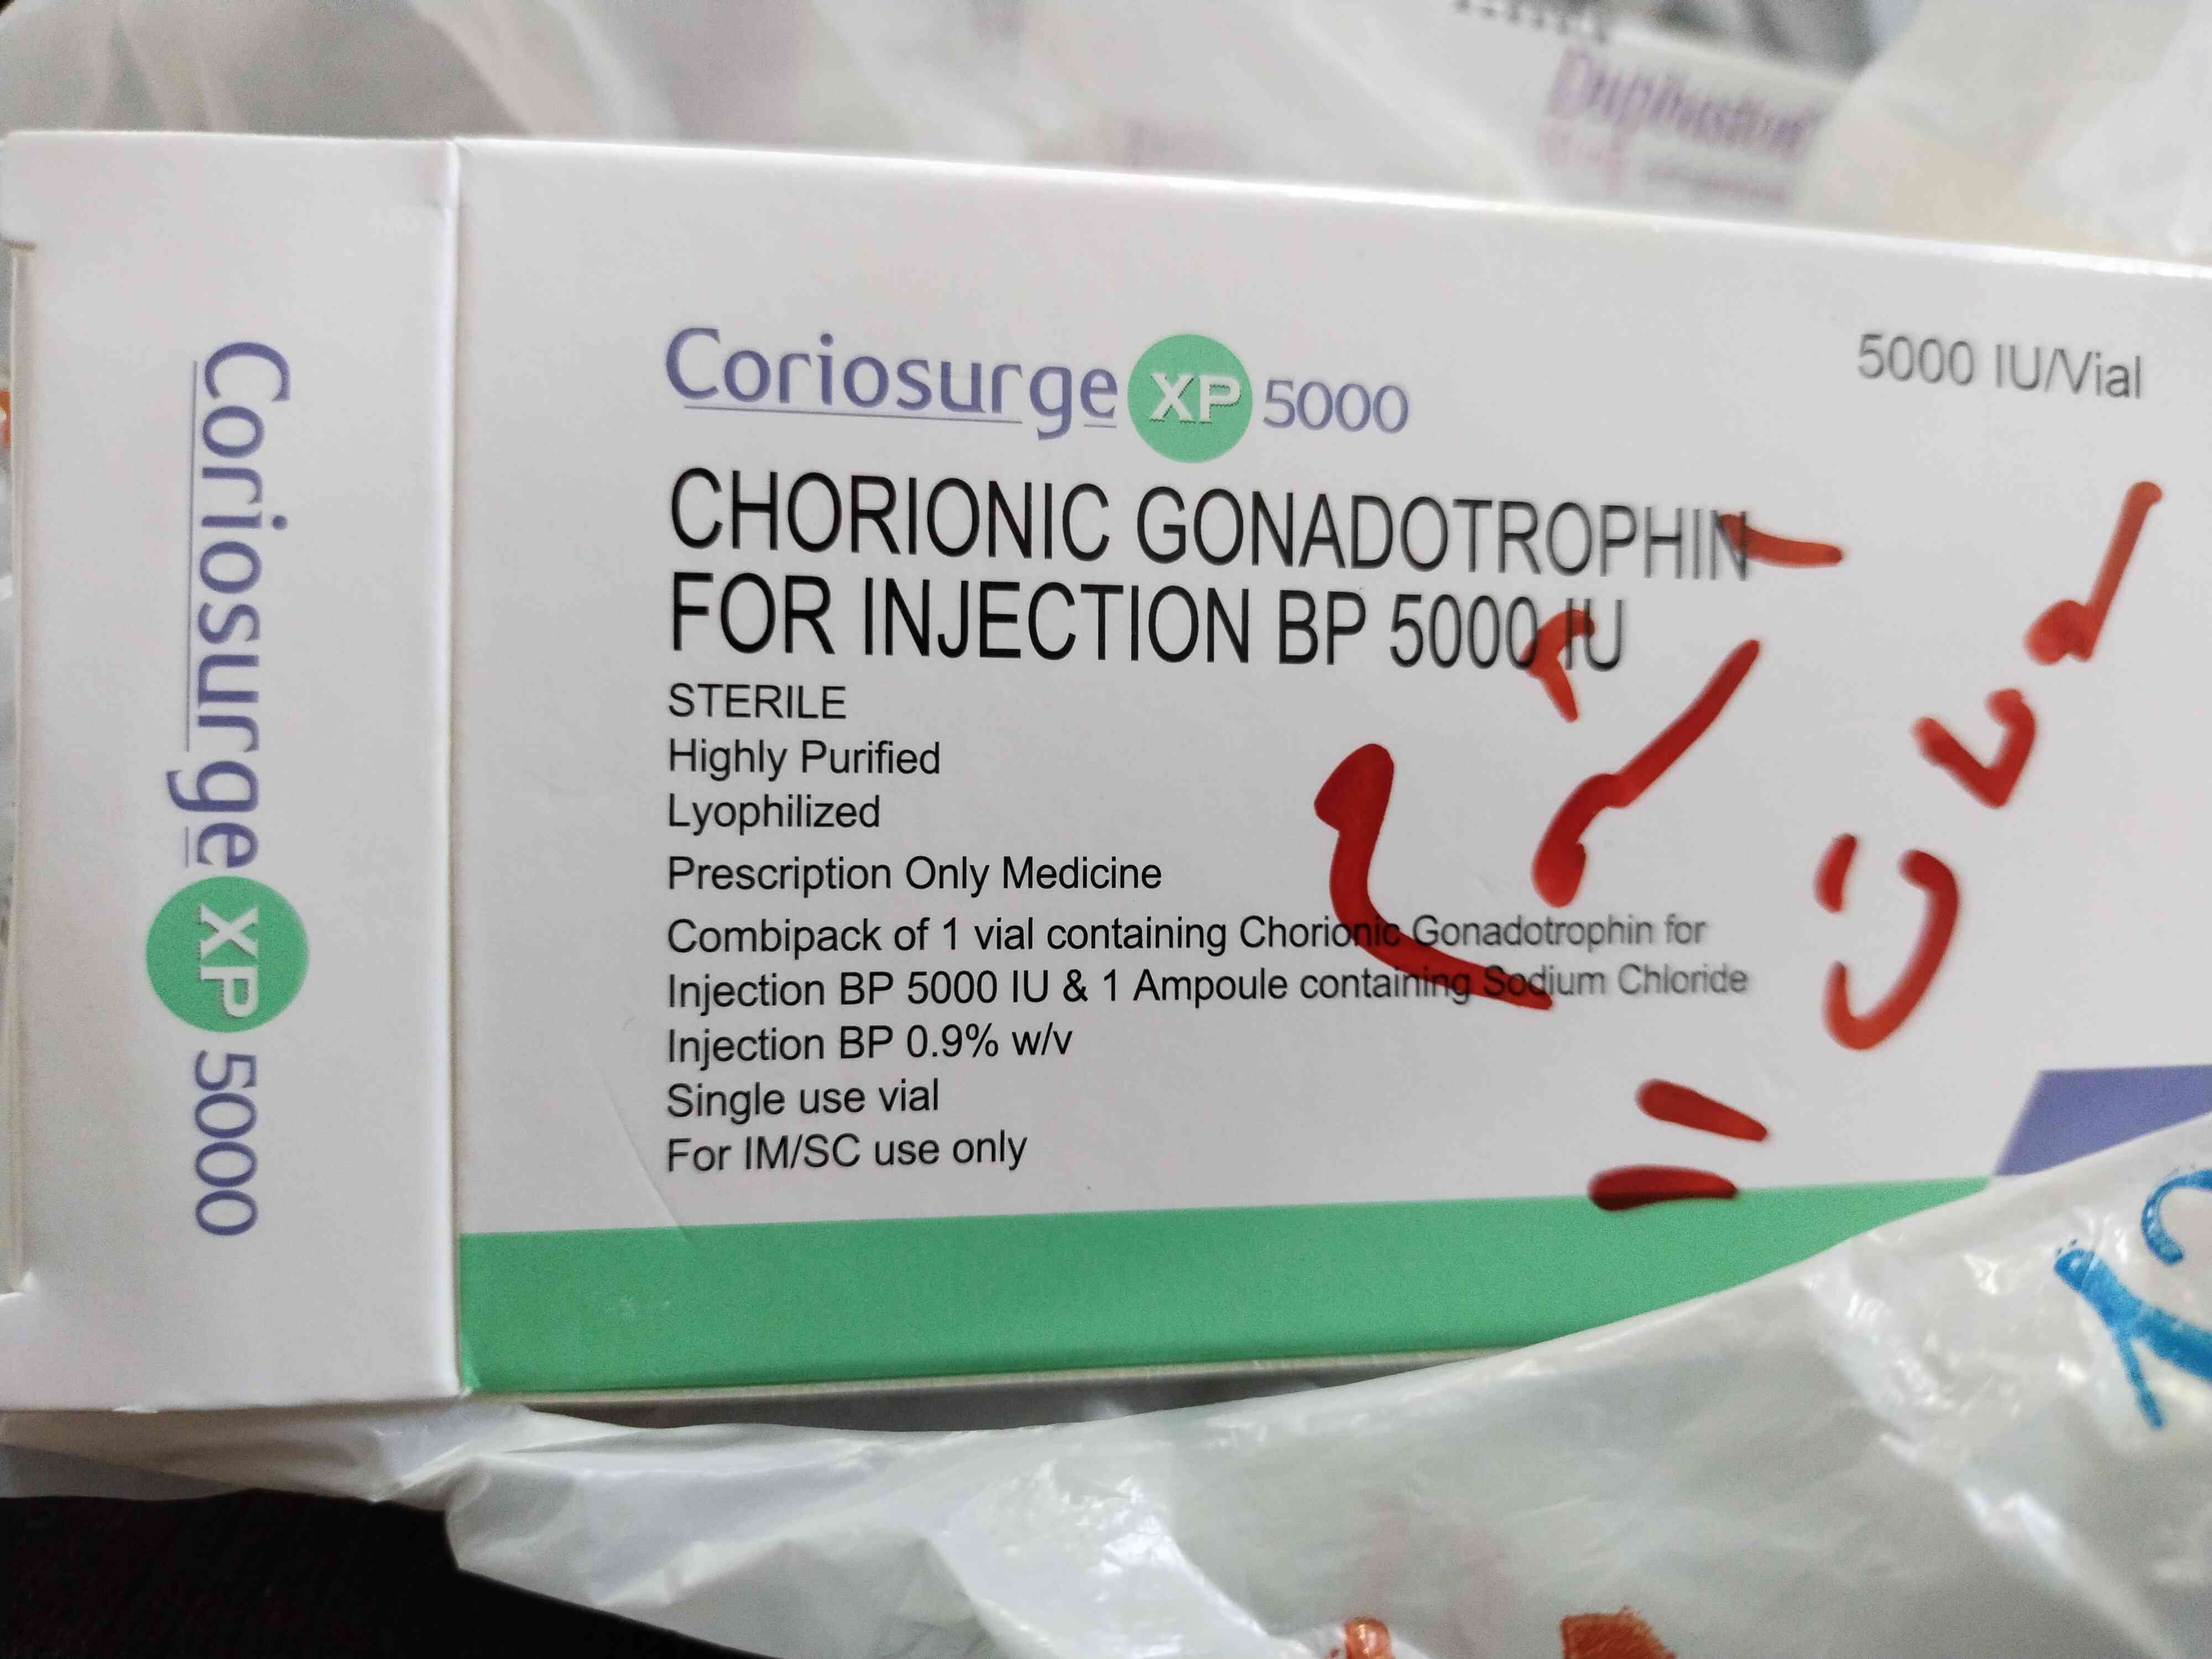 Duphaston
Coriosurge XP 5000
5000 IU/Vial
CHORIONIC GONADOTROPHIN
FOR INJECTION BP 5000 IU
STERILE
Highly Purified
Lyophilized
Prescription Only Medicine
Combipack of 1 vial containing Chorionic Gonadotrophin for
Injection BP 5000 IU & 1 Ampoule containing Sodium Chloride
Injection BP 0.9% w/v
Single use vial
For IM/SC use only
Coriosurge XP 5000